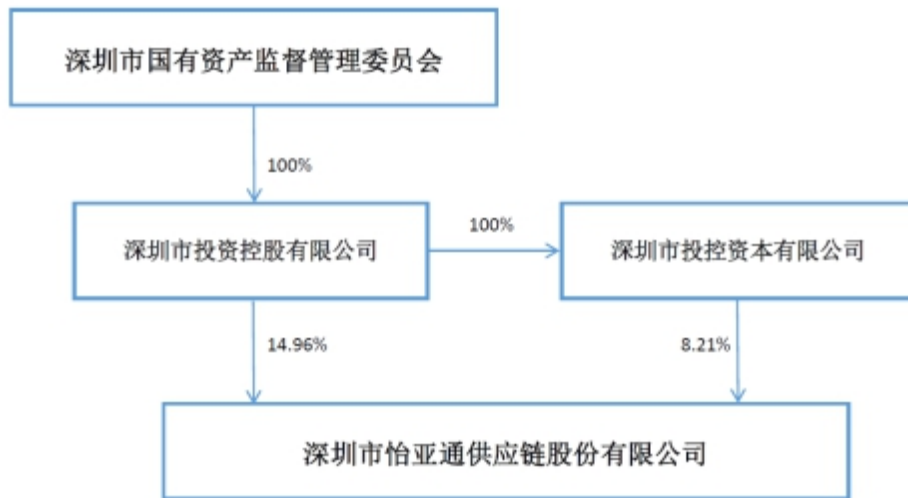 深圳市国有资产监督管理委员会
100%
深圳市投资控股有限公司
100%
深圳市投控资本有限公司
14.96%
8.21%
深圳市怡亚通供应链股份有限公司